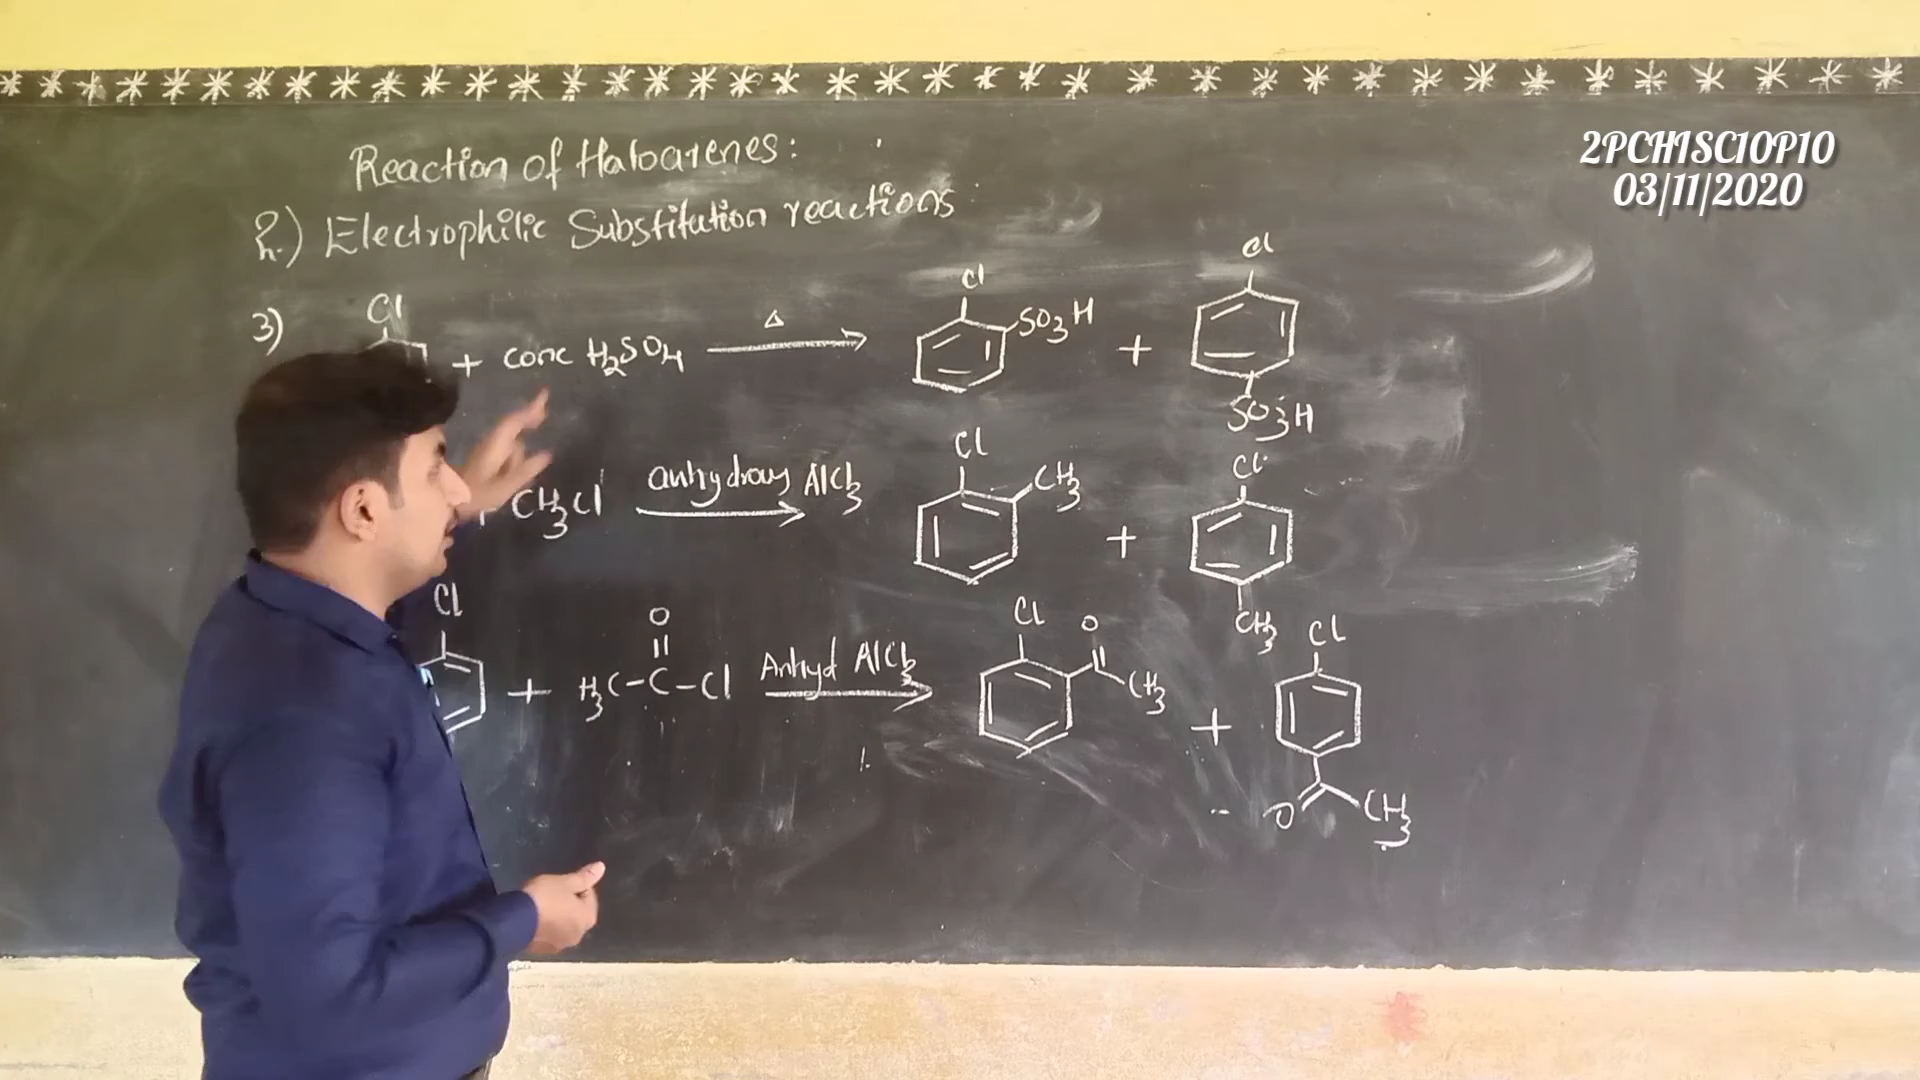 2PCH1SC10P10
03/11/2020
Reaction of Haloarenes:
2.) Electrophilic Substitution reactions:
3)
Cl
+ conc H2SO4
Δ
Cl
SO3H
+
Cl
SO3H
+ CH3Cl
anhydrous AlCl3
Cl
CH3
+
Cl
CH3
Cl
+
O
H3C-C-Cl
Anhyd AlCl3
Cl
O
CH3
+
Cl
O
CH3